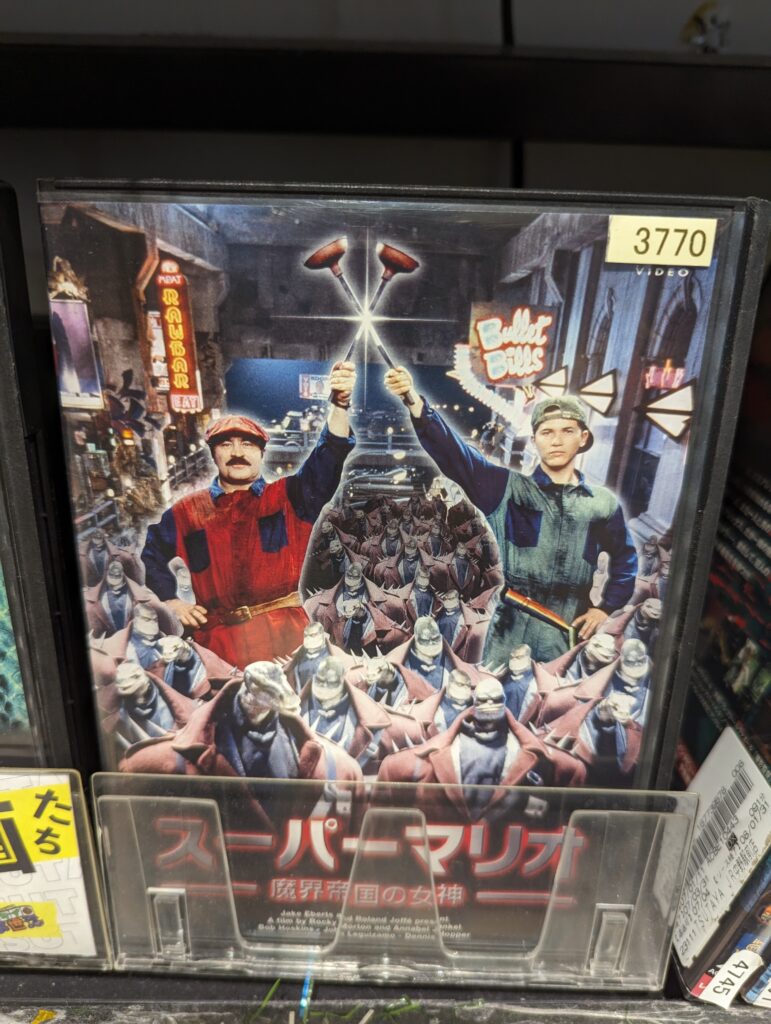 3770
VIDEO
MEAT
RAWBAR
EAT
Bullet
Bills
スーパーマリオ
魔界帝国の女神
Jake Eberts and Roland Joffe present
A film by Rocky Morton and Annabel Jankel
Bob Hoskins · John Leguizamo · Dennis Hopper
たち
4745